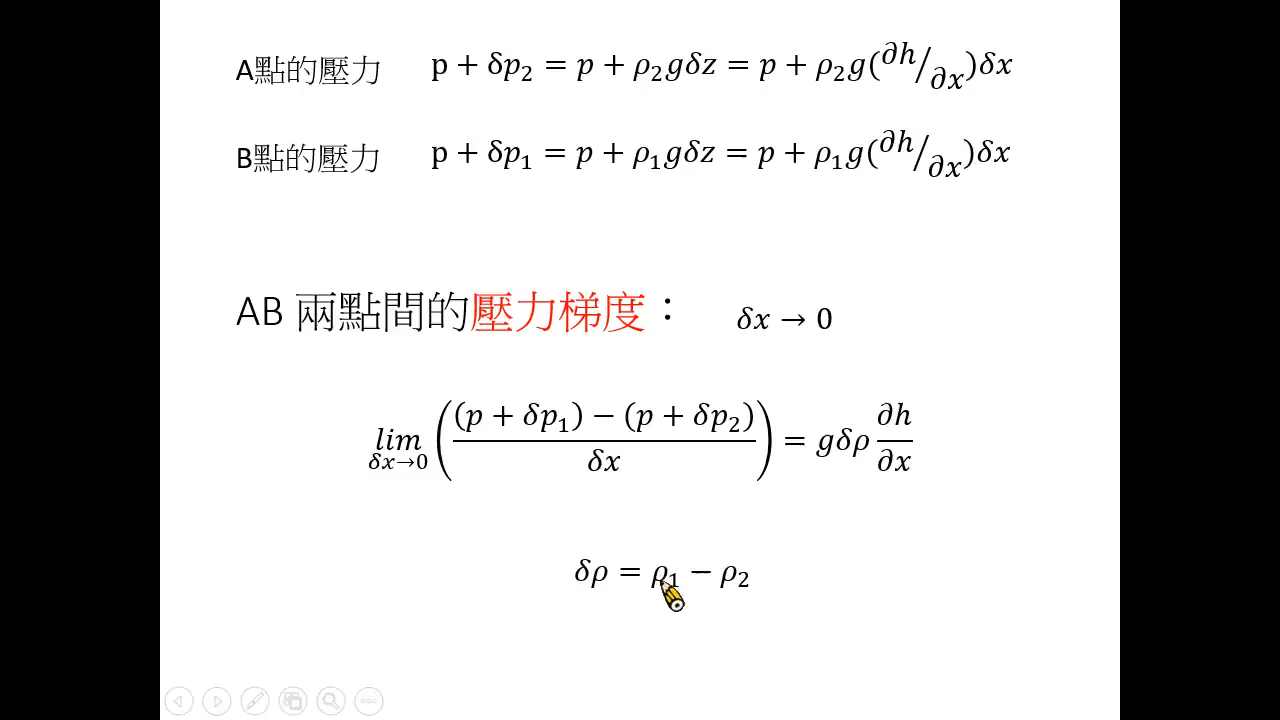 A點的壓力 p + δp₂ = p + ρ₂gδz = p + ρ₂g(∂h/∂x)δx
B點的壓力 p + δp₁ = p + ρ₁gδz = p + ρ₁g(∂h/∂x)δx
AB 兩點間的壓力梯度： δx → 0
lim δx→0 ((p + δp₁) − (p + δp₂) / δx) = gδρ ∂h/∂x
δρ = ρ₁ − ρ₂